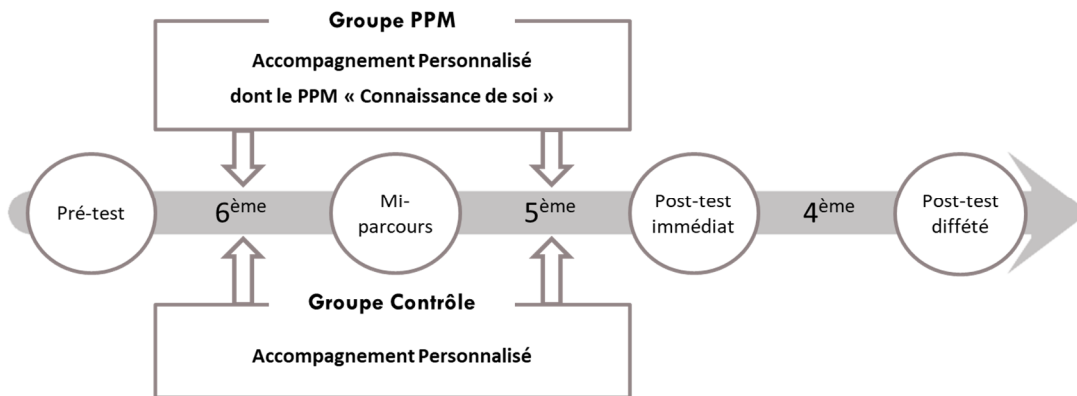 Groupe PPM
Accompagnement Personnalisé
dont le PPM « Connaissance de soi »
Pré-test
6ème
Mi-
parcours
5ème
Post-test
immédiat
4ème
Post-test
différé
Groupe Contrôle
Accompagnement Personnalisé